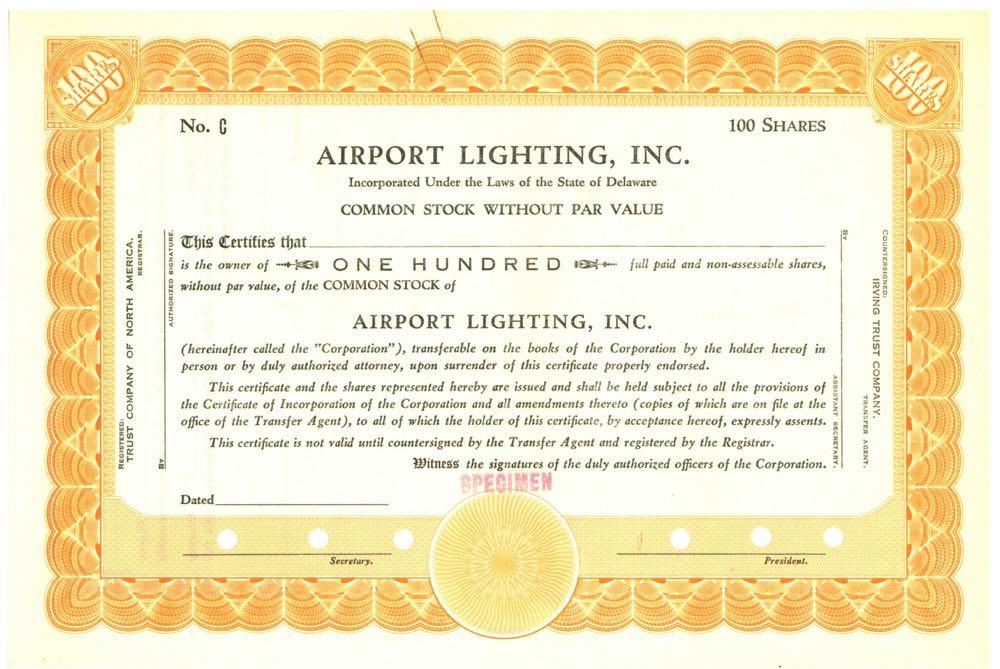 100 SHARES
100 SHARES
No. C
100 SHARES
AIRPORT LIGHTING, INC.
Incorporated Under the Laws of the State of Delaware
COMMON STOCK WITHOUT PAR VALUE
This Certifies that
is the owner of ONE HUNDRED full paid and non-assessable shares,
without par value, of the COMMON STOCK of
AIRPORT LIGHTING, INC.
(hereinafter called the "Corporation"), transferable on the books of the Corporation by the holder hereof in
person or by duly authorized attorney, upon surrender of this certificate properly endorsed.
This certificate and the shares represented hereby are issued and shall be held subject to all the provisions of
the Certificate of Incorporation of the Corporation and all amendments thereto (copies of which are on file at the
office of the Transfer Agent), to all of which the holder of this certificate, by acceptance hereof, expressly assents.
This certificate is not valid until countersigned by the Transfer Agent and registered by the Registrar.
Witness the signatures of the duly authorized officers of the Corporation.
SPECIMEN
Dated
Secretary.
President.
REGISTERED:
TRUST COMPANY OF NORTH AMERICA,
REGISTRAR.
BY
AUTHORIZED SIGNATURE.
COUNTERSIGNED:
IRVING TRUST COMPANY,
TRANSFER AGENT.
BY
ASSISTANT SECRETARY.